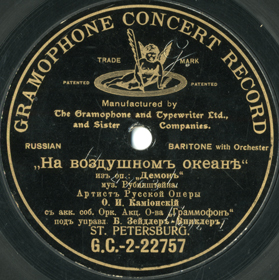 GRAMOPHONE CONCERT RECORD
TRADE MARK
PATENTED PATENTED
Manufactured by
The Gramophone and Typewriter Ltd.,
and Sister Companies.
RUSSIAN BARITONE with Orchester
„На воздушномъ океанѣ“
изъ оп.: „Демонъ“
муз. Рубинштейна
Артистъ Русской Оперы
О. И. Каміонскій
съ акк. соб. Орк. Акц. О-ва „Граммофонъ“
подъ управл. Б. Зейдлеръ-Винклеръ
ST. PETERSBURG.
G.C.-2-22757